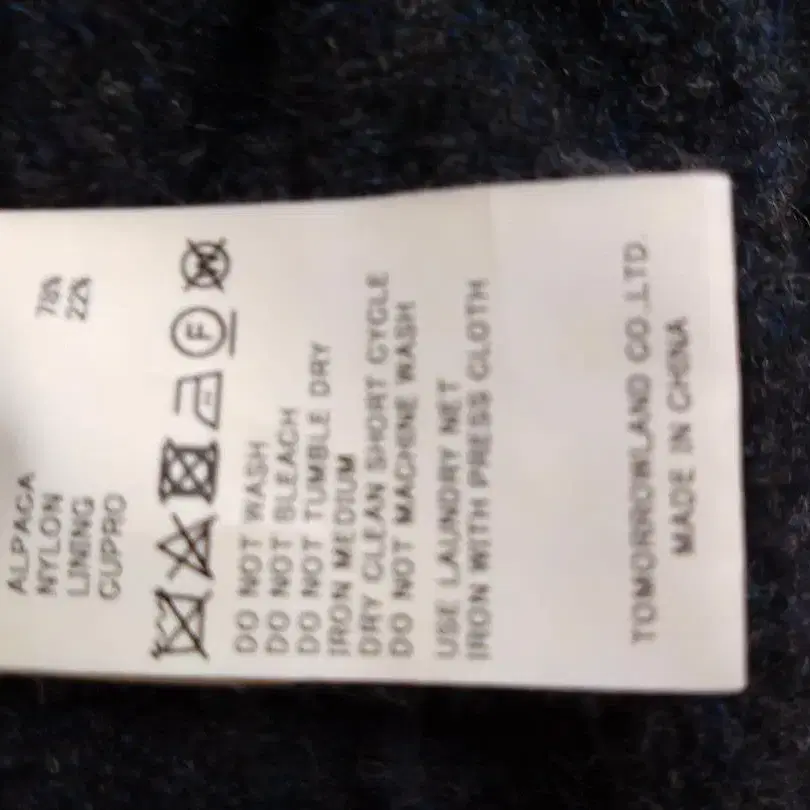 ALPACA 78%
NYLON 22%
LINING
CUPRO
F
W
DO NOT WASH
DO NOT BLEACH
DO NOT TUMBLE DRY
IRON MEDIUM
DRY CLEAN SHORT CYCLE
DO NOT MACHINE WASH
USE LAUNDRY NET
IRON WITH PRESS CLOTH
TOMORROWLAND CO.,LTD.
MADE IN CHINA